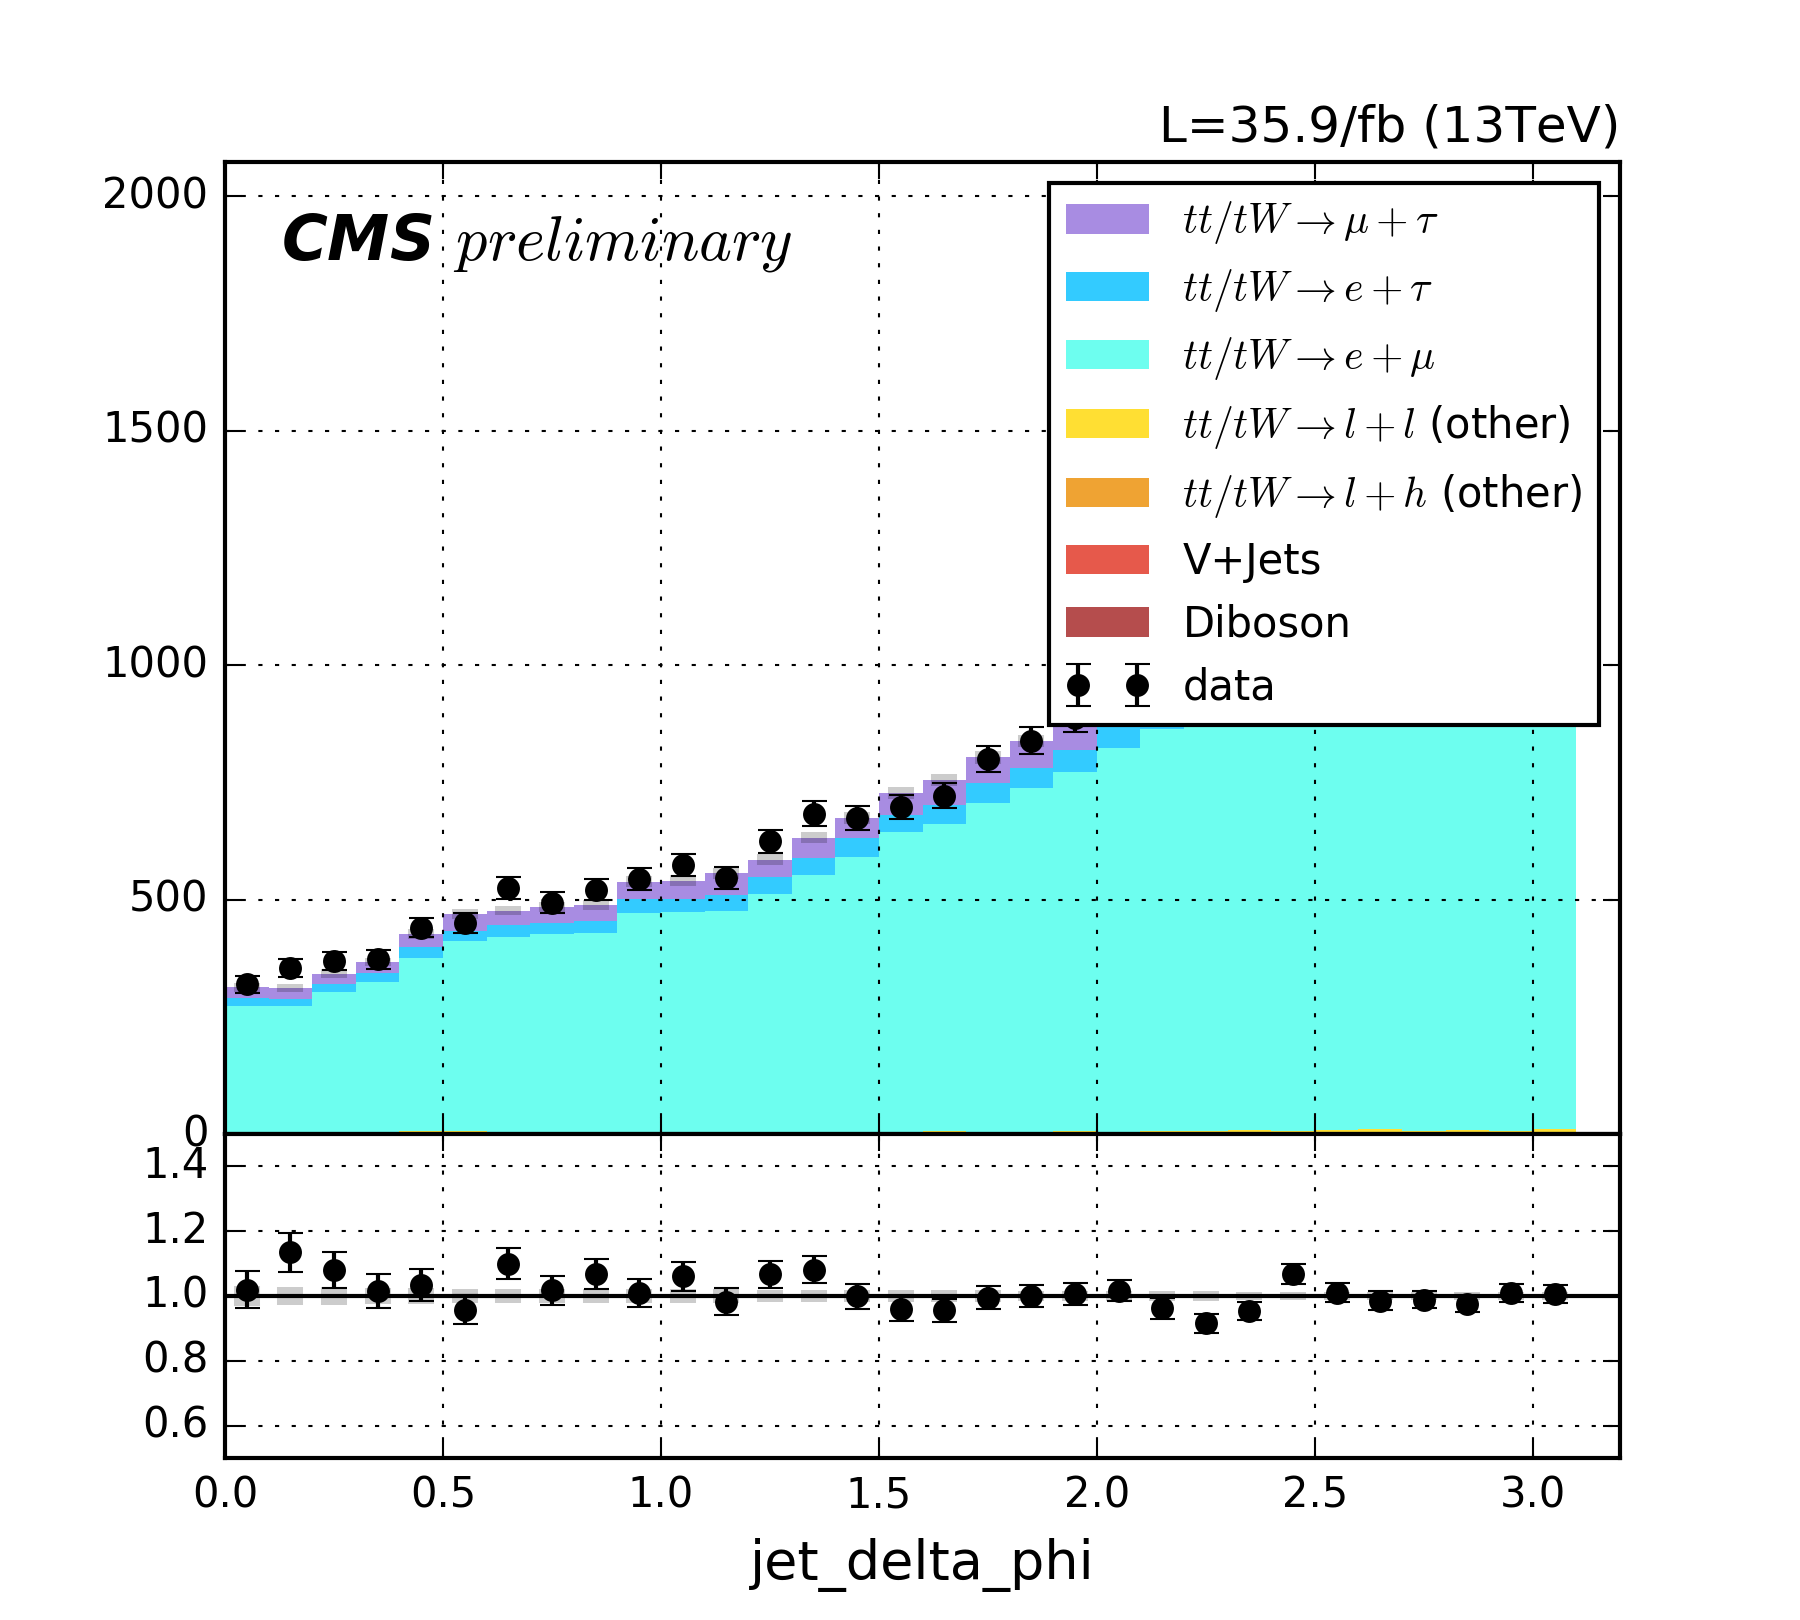 L=35.9/fb (13TeV)
CMS preliminary
2000
1500
1000
500
0
tt/tW→μ+τ
tt/tW→e+τ
tt/tW→e+μ
tt/tW→l+l (other)
tt/tW→l+h (other)
V+Jets
Diboson
data
1.4
1.2
1.0
0.8
0.6
0.0 0.5 1.0 1.5 2.0 2.5 3.0
jet_delta_phi